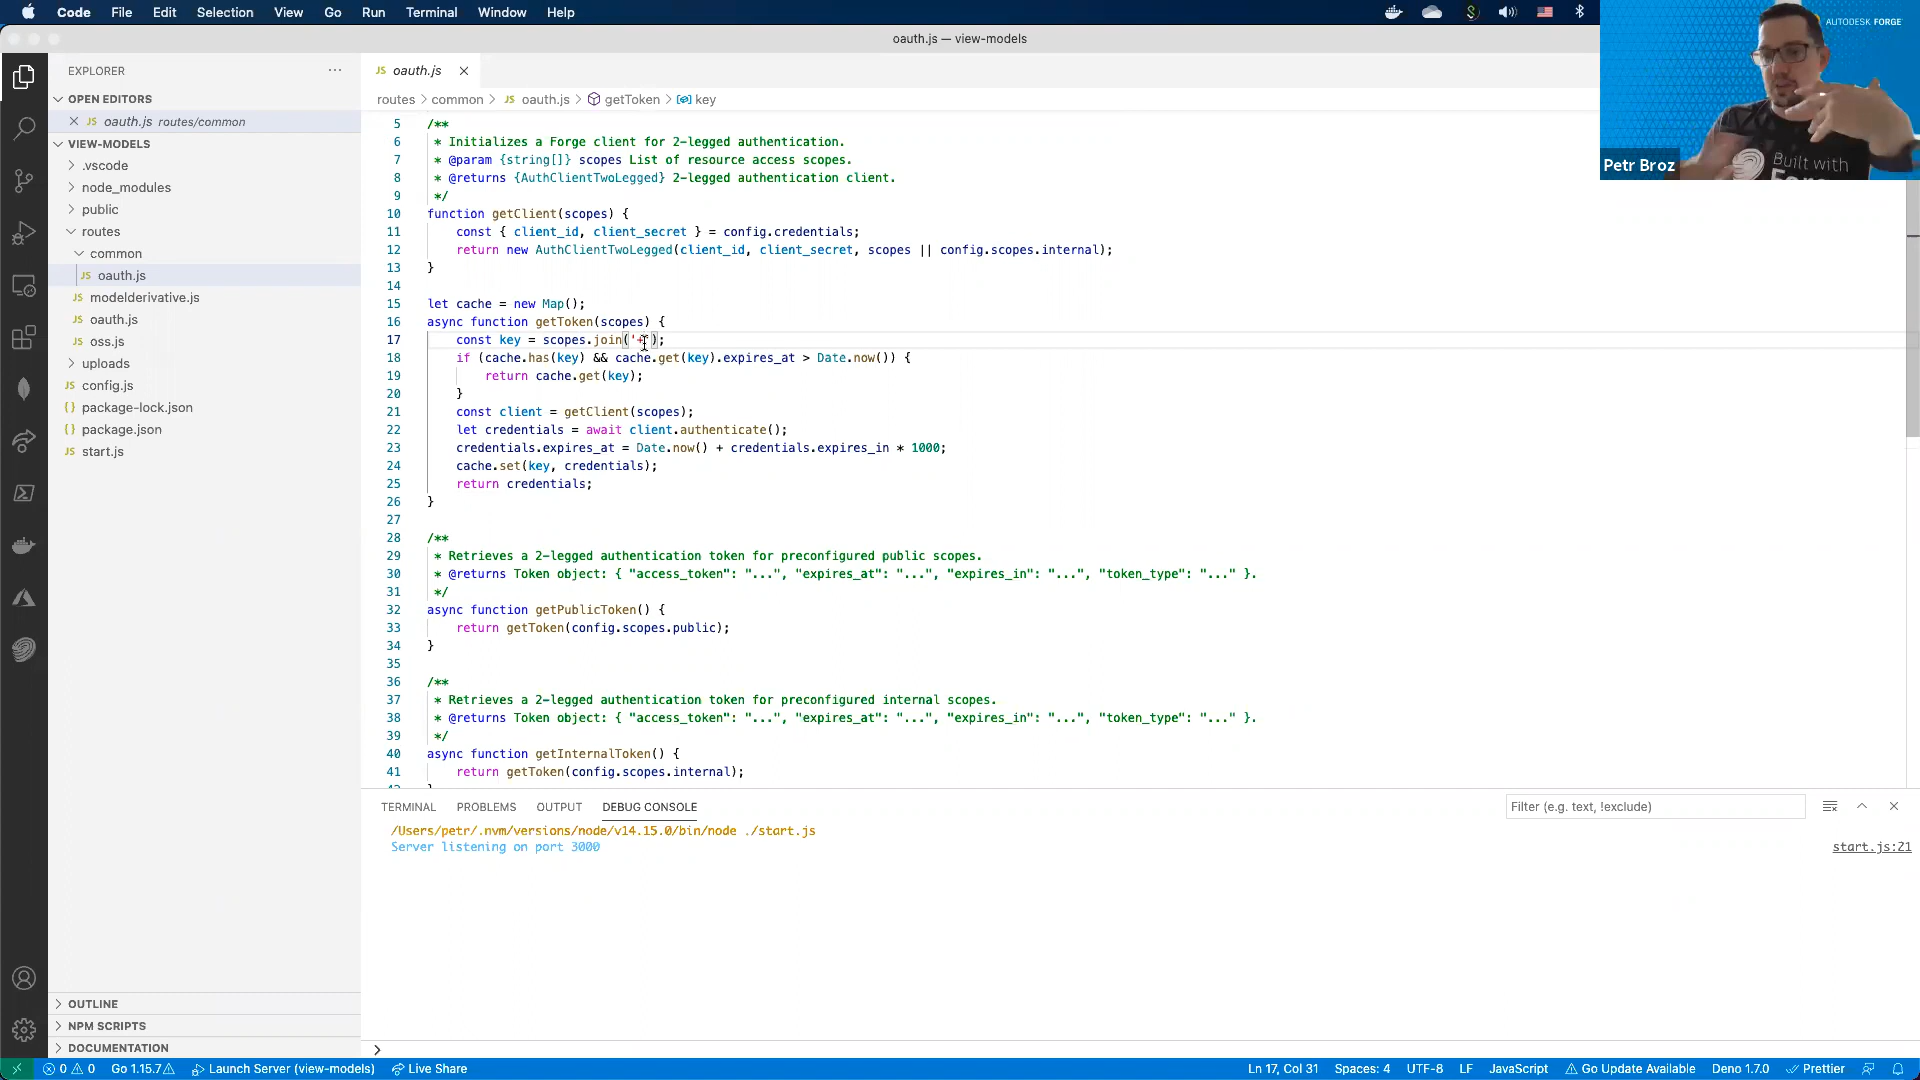 Code File Edit Selection View Go Run Terminal Window Help
oauth.js — view-models
AUTODESK FORGE
Petr Broz
Built with
EXPLORER
OPEN EDITORS
JS oauth.js routes/common
VIEW-MODELS
.vscode
node_modules
public
routes
common
JS oauth.js
JS modelderivative.js
JS oauth.js
JS oss.js
uploads
JS config.js
{} package-lock.json
{} package.json
JS start.js
OUTLINE
NPM SCRIPTS
DOCUMENTATION
JS oauth.js
routes > common > JS oauth.js > getToken > key
5 /**
6 * Initializes a Forge client for 2-legged authentication.
7 * @param {string[]} scopes List of resource access scopes.
8 * @returns {AuthClientTwoLegged} 2-legged authentication client.
9 */
10 function getClient(scopes) {
11 const { client_id, client_secret } = config.credentials;
12 return new AuthClientTwoLegged(client_id, client_secret, scopes || config.scopes.internal);
13 }
14
15 let cache = new Map();
16 async function getToken(scopes) {
17 const key = scopes.join('+');
18 if (cache.has(key) && cache.get(key).expires_at > Date.now()) {
19 return cache.get(key);
20 }
21 const client = getClient(scopes);
22 let credentials = await client.authenticate();
23 credentials.expires_at = Date.now() + credentials.expires_in * 1000;
24 cache.set(key, credentials);
25 return credentials;
26 }
27
28 /**
29 * Retrieves a 2-legged authentication token for preconfigured public scopes.
30 * @returns Token object: { "access_token": "...", "expires_at": "...", "expires_in": "...", "token_type": "..." }.
31 */
32 async function getPublicToken() {
33 return getToken(config.scopes.public);
34 }
35
36 /**
37 * Retrieves a 2-legged authentication token for preconfigured internal scopes.
38 * @returns Token object: { "access_token": "...", "expires_at": "...", "expires_in": "...", "token_type": "..." }.
39 */
40 async function getInternalToken() {
41 return getToken(config.scopes.internal);
TERMINAL PROBLEMS OUTPUT DEBUG CONSOLE
Filter (e.g. text, !exclude)
/Users/petr/.nvm/versions/node/v14.15.0/bin/node ./start.js
Server listening on port 3000
start.js:21
0 0 Go 1.15.7 Launch Server (view-models) Live Share
Ln 17, Col 31 Spaces: 4 UTF-8 LF JavaScript Go Update Available Deno 1.7.0 Prettier